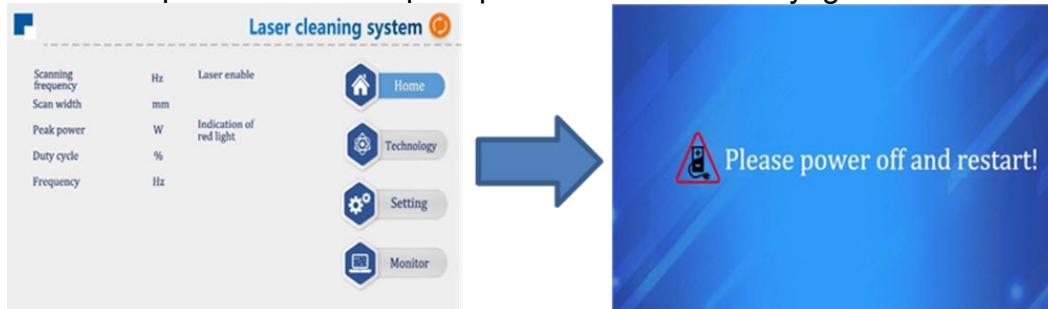 Laser cleaning system
Scanning
frequency
Hz
Laser enable
Home
Scan width
mm
Peak power
W
Indication of
red light
Technology
Duty cycle
%
Frequency
Hz
Setting
Monitor
Please power off and restart!